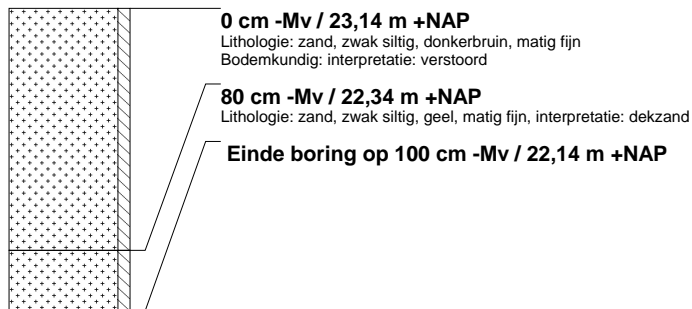 0 cm -Mv / 23,14 m +NAP
Lithologie: zand, zwak siltig, donkerbruin, matig fijn
Bodemkundig: interpretatie: verstoord
80 cm -Mv / 22,34 m +NAP
Lithologie: zand, zwak siltig, geel, matig fijn, interpretatie: dekzand
Einde boring op 100 cm -Mv / 22,14 m +NAP